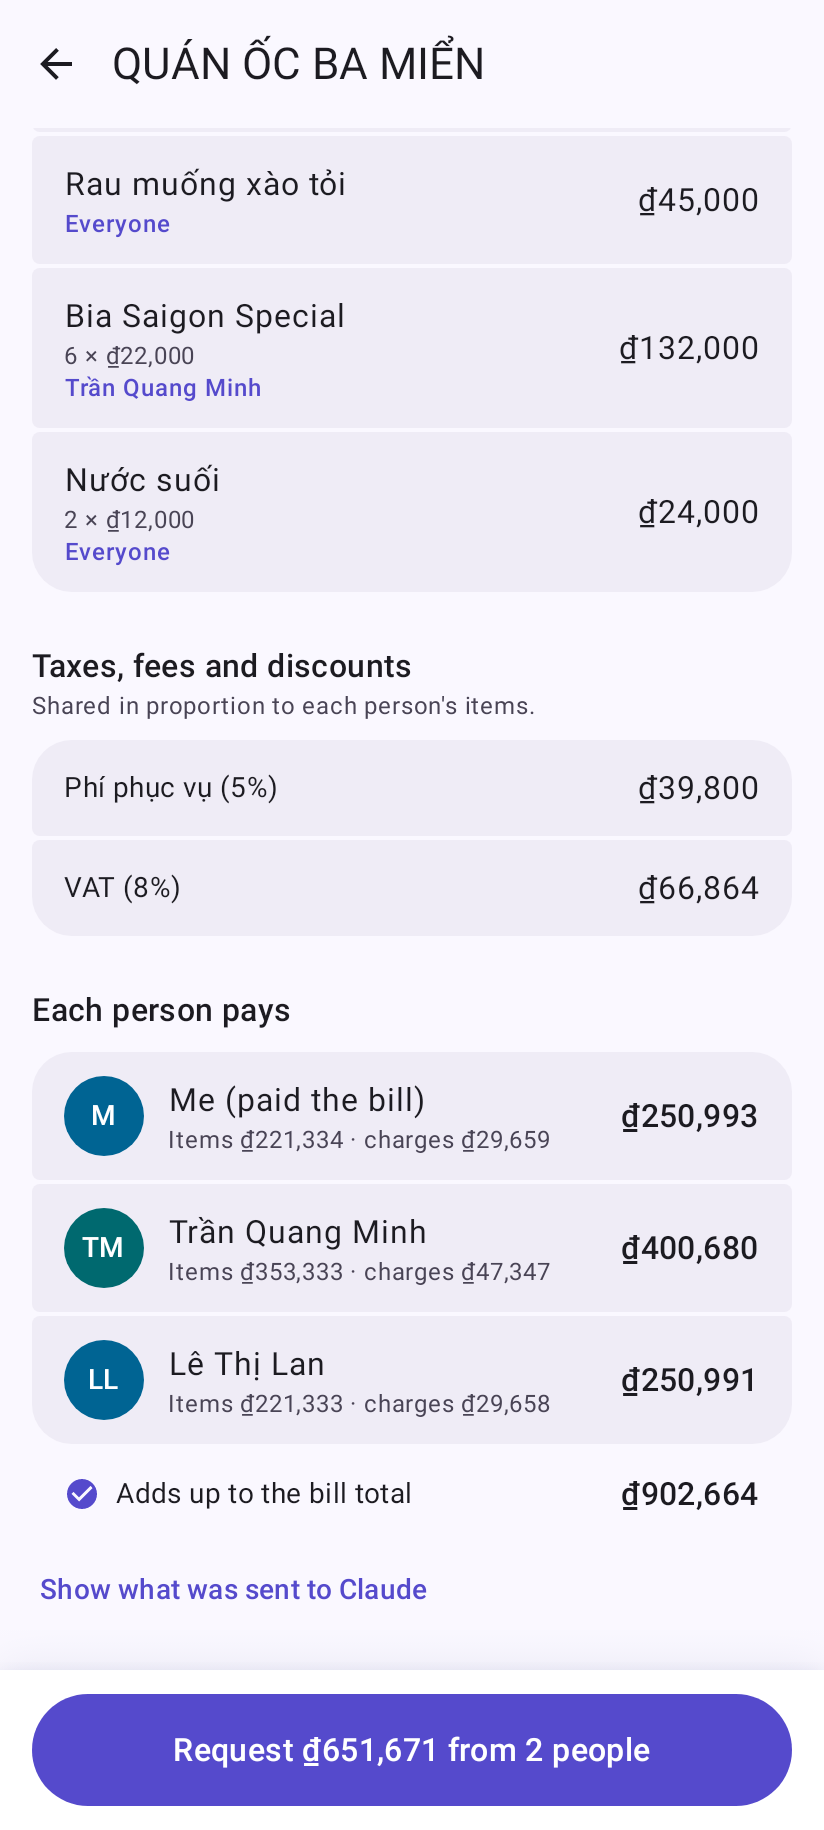 QUÁN ỐC BA MIỂN
Rau muống xào tỏi
Everyone
₫45,000
Bia Saigon Special
6 × ₫22,000
Trần Quang Minh
₫132,000
Nước suối
2 × ₫12,000
Everyone
₫24,000
Taxes, fees and discounts
Shared in proportion to each person's items.
Phí phục vụ (5%)
₫39,800
VAT (8%)
₫66,864
Each person pays
M
Me (paid the bill)
Items ₫221,334 · charges ₫29,659
₫250,993
TM
Trần Quang Minh
Items ₫353,333 · charges ₫47,347
₫400,680
LL
Lê Thị Lan
Items ₫221,333 · charges ₫29,658
₫250,991
Adds up to the bill total
₫902,664
Show what was sent to Claude
Request ₫651,671 from 2 people